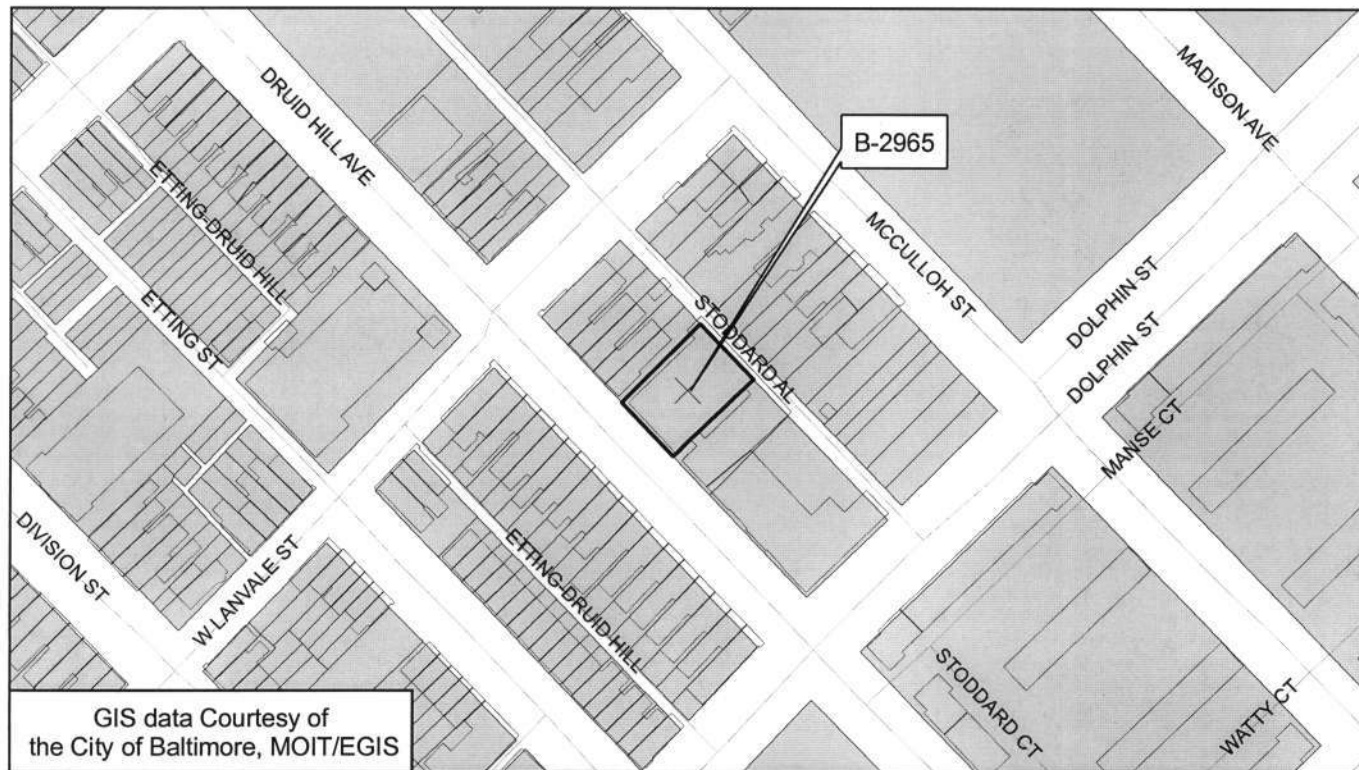 MADISON AVE
DRUID HILL AVE
B-2965
ETTING-DRUID HILL
MCCULLOH ST
ETTING ST
STODDARD AL
DOLPHIN ST
DOLPHIN ST
MANSE CT
DIVISION ST
W LANVALE ST
ETTING-DRUID HILL
STODDARD CT
WATTY CT
GIS data Courtesy of
the City of Baltimore, MOIT/EGIS